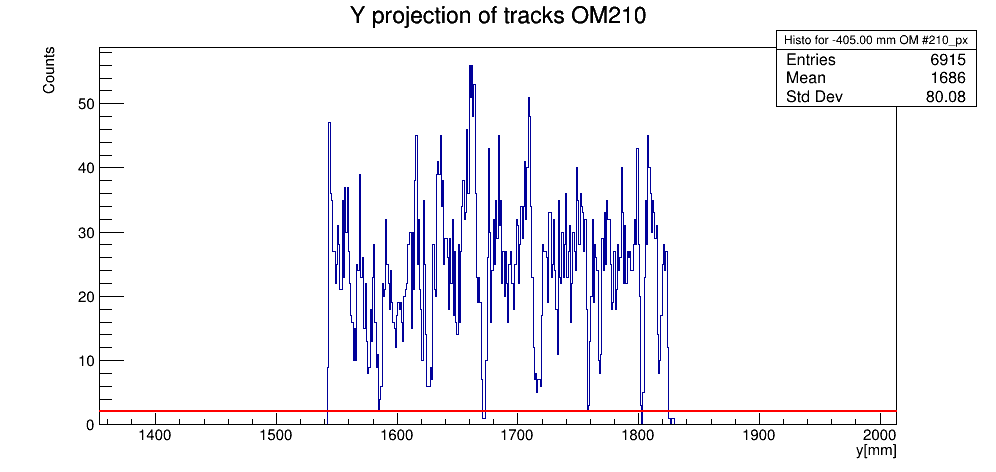 Y projection of tracks OM210
Counts
Histo for -405.00 mm OM #210_px
Entries 6915
Mean 1686
Std Dev 80.08
50
40
30
20
10
0
1400 1500 1600 1700 1800 1900 2000
y[mm]